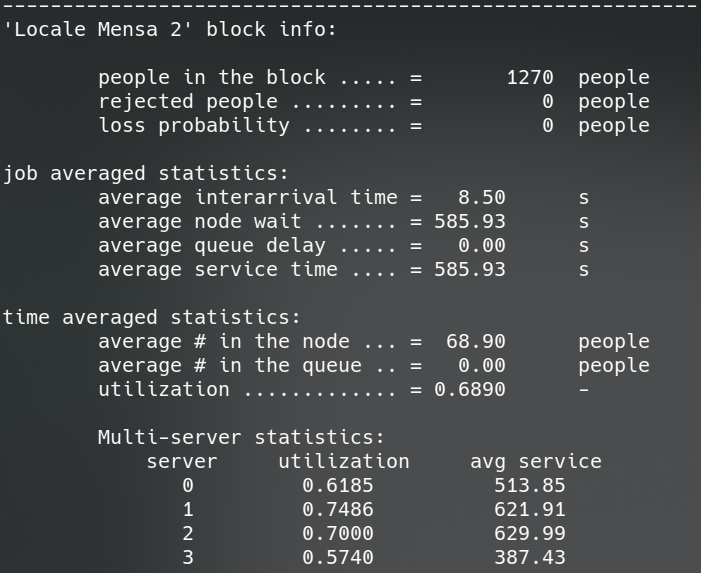 ----------------------------------------------------------
'Locale Mensa 2' block info:
people in the block ..... = 1270 people
rejected people ......... = 0 people
loss probability ........ = 0 people
job averaged statistics:
average interarrival time = 8.50 s
average node wait ....... = 585.93 s
average queue delay ..... = 0.00 s
average service time .... = 585.93 s
time averaged statistics:
average # in the node ... = 68.90 people
average # in the queue .. = 0.00 people
utilization ............. = 0.6890 -
Multi-server statistics:
server utilization avg service
0 0.6185 513.85
1 0.7486 621.91
2 0.7000 629.99
3 0.5740 387.43